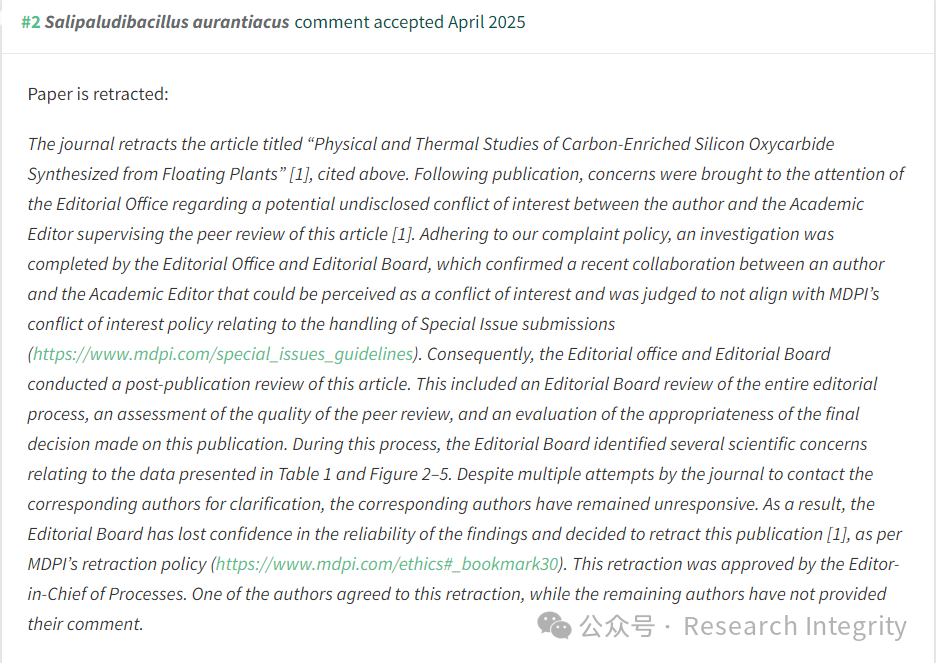 #2 Salipaludibacillus aurantiacus comment accepted April 2025
Paper is retracted:
The journal retracts the article titled “Physical and Thermal Studies of Carbon-Enriched Silicon Oxycarbide
Synthesized from Floating Plants” [1], cited above. Following publication, concerns were brought to the attention of
the Editorial Office regarding a potential undisclosed conflict of interest between the author and the Academic
Editor supervising the peer review of this article [1]. Adhering to our complaint policy, an investigation was
completed by the Editorial Office and Editorial Board, which confirmed a recent collaboration between an author
and the Academic Editor that could be perceived as a conflict of interest and was judged to not align with MDPI’s
conflict of interest policy relating to the handling of Special Issue submissions
(https://www.mdpi.com/special_issues_guidelines). Consequently, the Editorial office and Editorial Board
conducted a post-publication review of this article. This included an Editorial Board review of the entire editorial
process, an assessment of the quality of the peer review, and an evaluation of the appropriateness of the final
decision made on this publication. During this process, the Editorial Board identified several scientific concerns
relating to the data presented in Table 1 and Figure 2–5. Despite multiple attempts by the journal to contact the
corresponding authors for clarification, the corresponding authors have remained unresponsive. As a result, the
Editorial Board has lost confidence in the reliability of the findings and decided to retract this publication [1], as per
MDPI’s retraction policy (https://www.mdpi.com/ethics#_bookmark30). This retraction was approved by the Editor-
in-Chief of Processes. One of the authors agreed to this retraction, while the remaining authors have not provided
their comment.
公众号 · Research Integrity